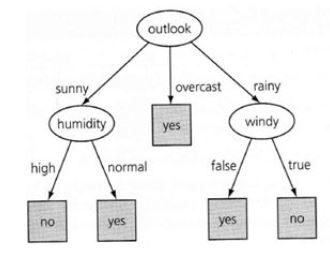 outlook
sunny overcast rainy
humidity yes windy
high normal false true
no yes yes no